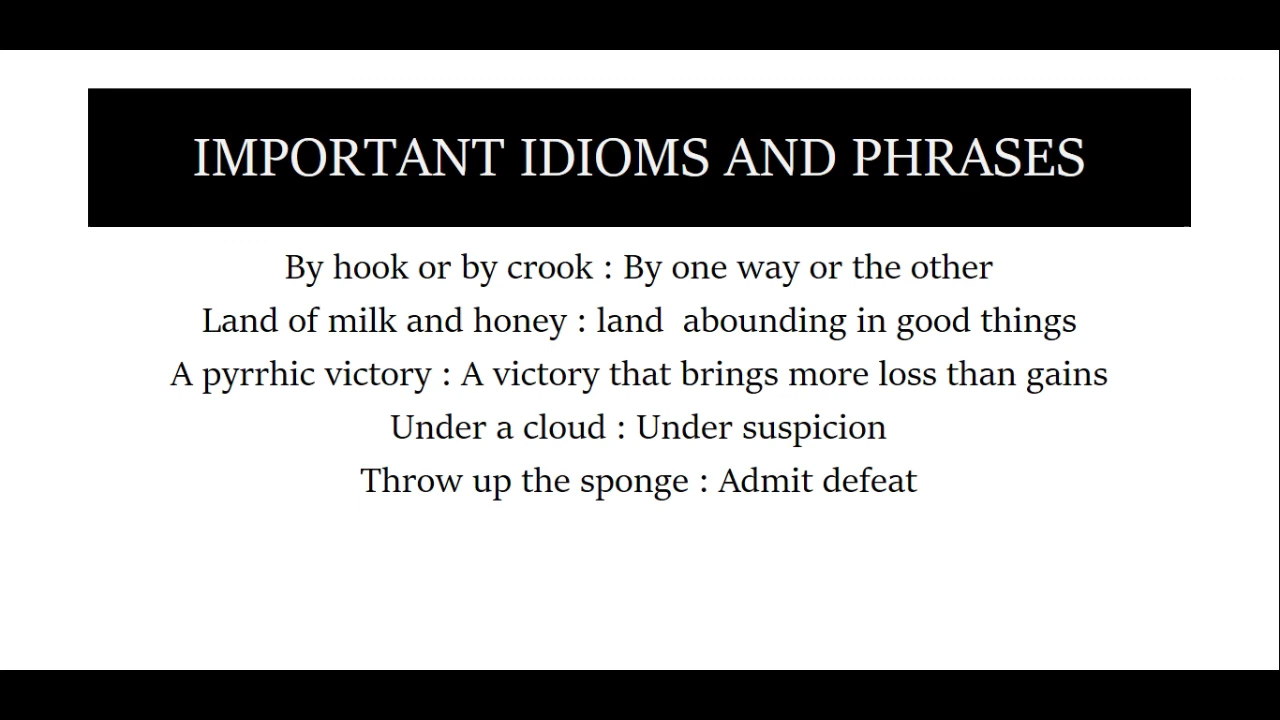 IMPORTANT IDIOMS AND PHRASES
By hook or by crook : By one way or the other
Land of milk and honey : land  abounding in good things
A pyrrhic victory : A victory that brings more loss than gains
Under a cloud : Under suspicion
Throw up the sponge : Admit defeat